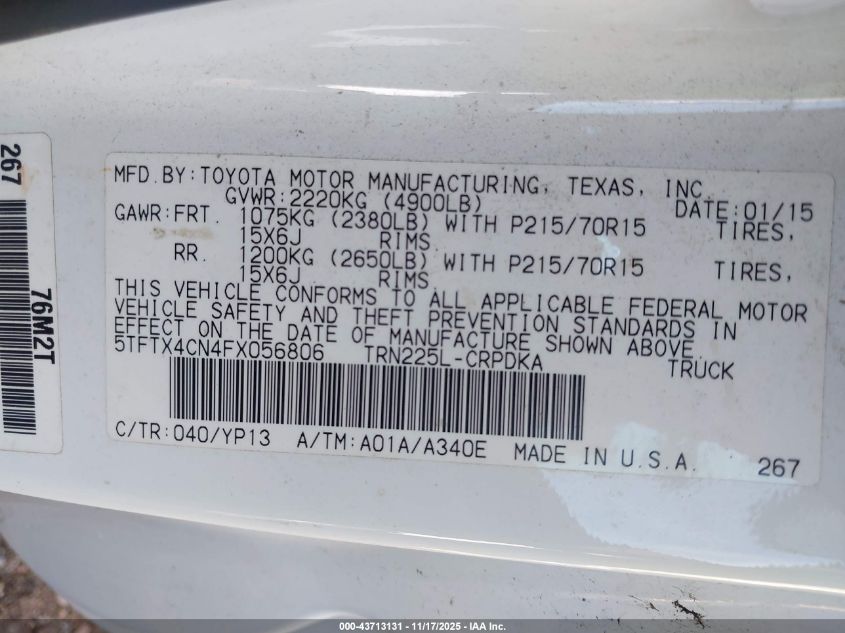 267
76M2T
MFD.BY:TOYOTA MOTOR MANUFACTURING, TEXAS, INC.
GVWR:2220KG (4900LB) DATE:01/15
GAWR:FRT. 1075KG (2380LB) WITH P215/70R15 TIRES,
15X6J RIMS
RR. 1200KG (2650LB) WITH P215/70R15 TIRES,
15X6J RIMS.
THIS VEHICLE CONFORMS TO ALL APPLICABLE FEDERAL MOTOR
VEHICLE SAFETY AND THEFT PREVENTION STANDARDS IN
EFFECT ON THE DATE OF MANUFACTURE SHOWN ABOVE.
5TFTX4CN4FX056806 TRN225L-CRPDKA TRUCK
C/TR:040/YP13 A/TM:A01A/A340E MADE IN U.S.A. 267
000-43713131 - 11/17/2025 - IAA Inc.